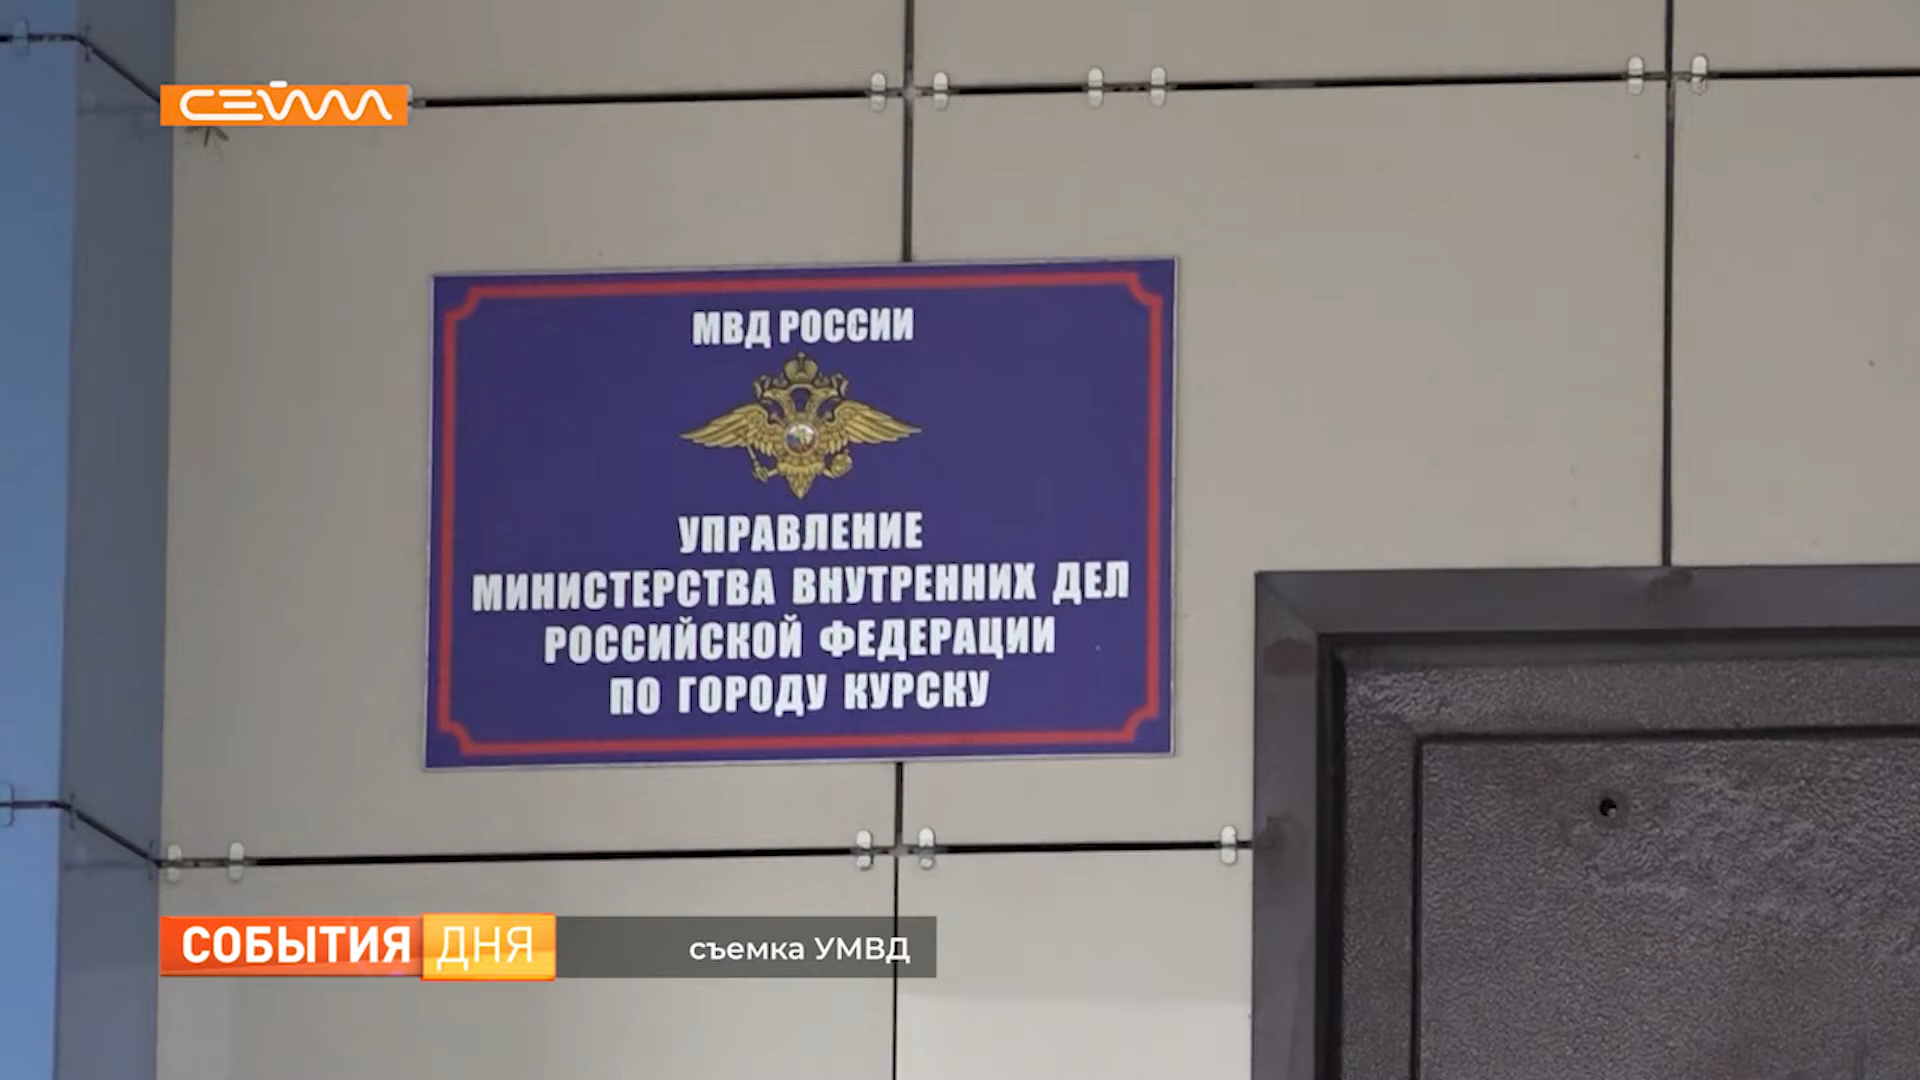 СЕЙМ
МВД РОССИИ
УПРАВЛЕНИЕ
МИНИСТЕРСТВА ВНУТРЕННИХ ДЕЛ
РОССИЙСКОЙ ФЕДЕРАЦИИ
ПО ГОРОДУ КУРСКУ
СОБЫТИЯ ДНЯ съемка УМВД